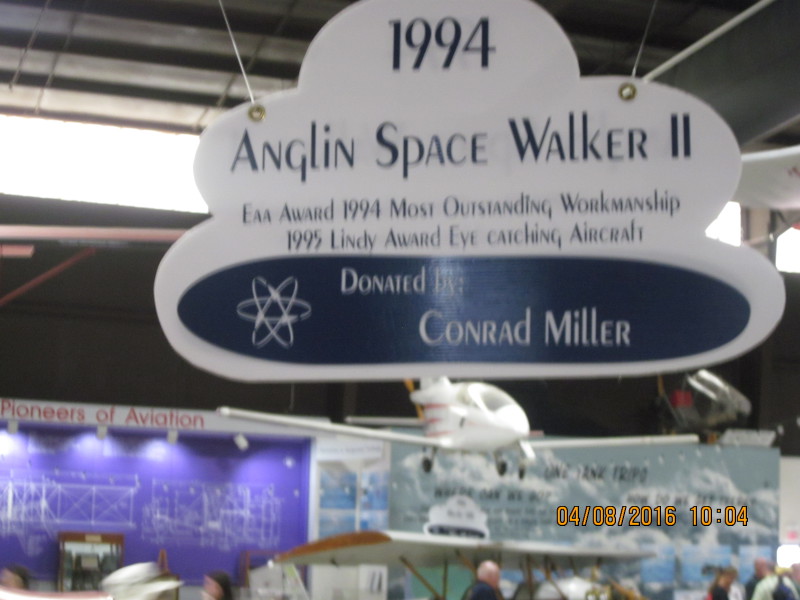 1994
Anglin Space Walker II
Eaa Award 1994 Most Outstanding Workmanship
1995 Lindy Award Eye catching Aircraft
Donated by:
Conrad Miller
Pioneers of Aviation
04/08/2016 10:04